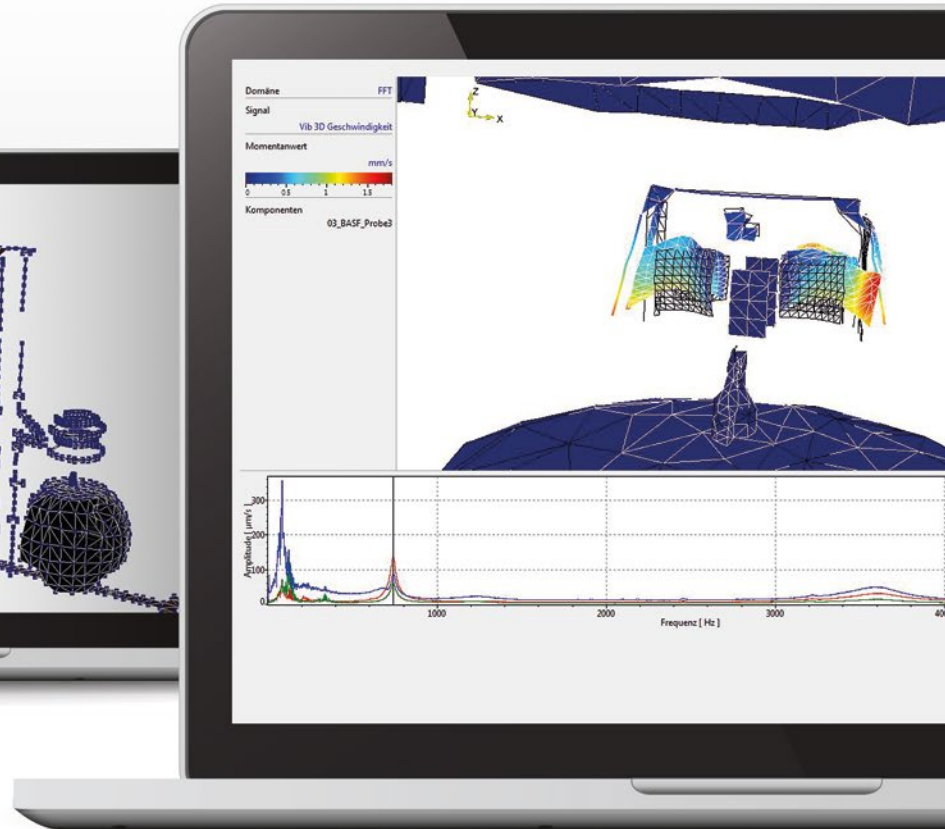 Domäne FFT
Signal
Vib 3D Geschwindigkeit
Momentanwert
mm/s
0 0.5 1 1.5
Komponenten
03_BASF_Probe3
Z
Y X
Amplitude [ µm/s ]
300
200
100
0
1000 2000 3000 400
Frequenz [ Hz ]